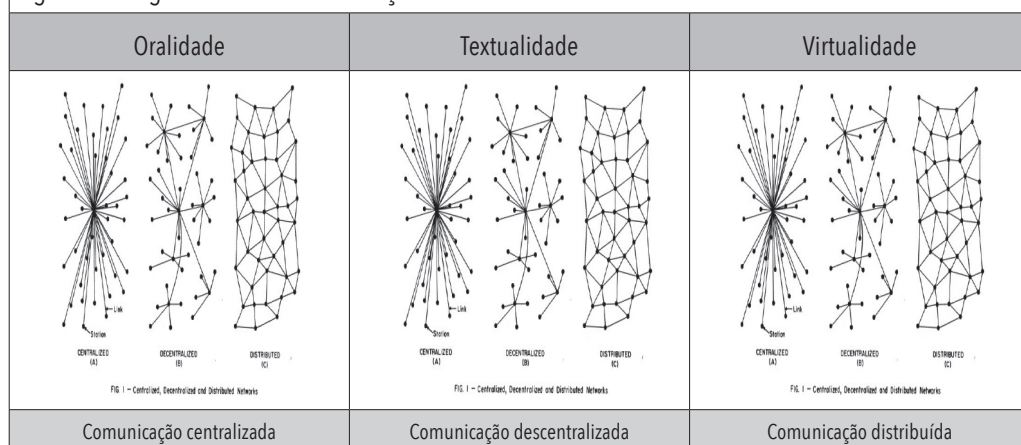 Oralidade
Textualidade
Virtualidade
Link
Station
CENTRALIZED
(A)
DECENTRALIZED
(B)
DISTRIBUTED
(C)
FIG. I – Centralized, Decentralized and Distributed Networks
Link
Station
CENTRALIZED
(A)
DECENTRALIZED
(B)
DISTRIBUTED
(C)
FIG. I – Centralized, Decentralized and Distributed Networks
Link
Station
CENTRALIZED
(A)
DECENTRALIZED
(B)
DISTRIBUTED
(C)
FIG. I – Centralized, Decentralized and Distributed Networks
Comunicação centralizada
Comunicação descentralizada
Comunicação distribuída